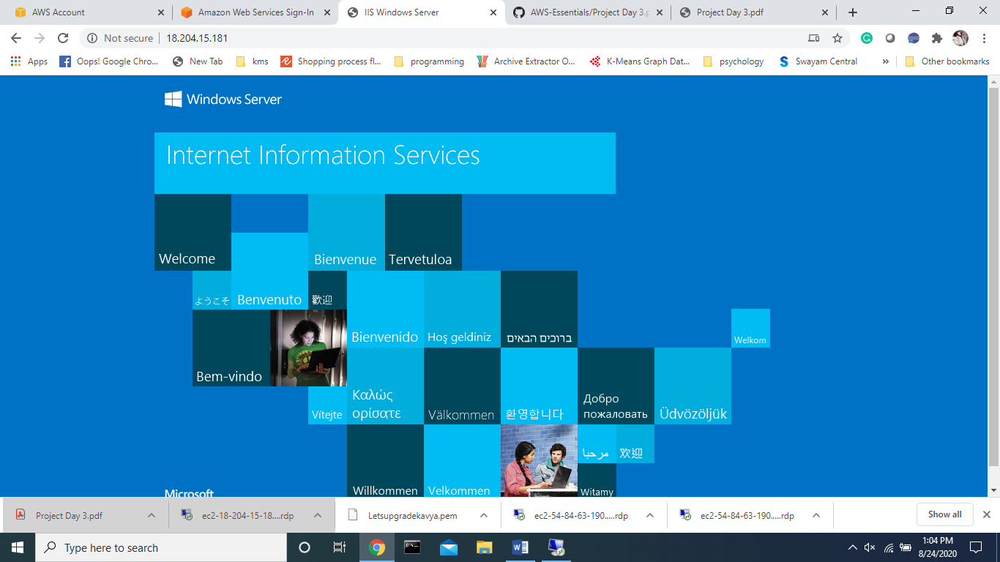 AWS Account
Amazon Web Services Sign-In
IIS Windows Server
AWS-Essentials/Project Day 3.p
Project Day 3.pdf
Not secure
18.204.15.181
Apps
Oops! Google Chro...
New Tab
kms
Shopping process fl...
programming
Archive Extractor O...
K-Means Graph Dat...
psychology
Swayam Central
»
Other bookmarks
Windows Server
Internet Information Services
Welcome
Bienvenue
Tervetuloa
ようこそ
Benvenuto
歡迎
Bienvenido
Hoş geldiniz
ברוכים הבאים
Welkom
Bem-vindo
Vítejte
Καλώς
ορίσατε
Välkommen
환영합니다
Добро
пожаловать
Üdvözöljük
Willkommen
Velkommen
مرحبا
欢迎
Witamy
Microsoft
Project Day 3.pdf
ec2-18-204-15-18....rdp
Letsupgradekavya.pem
ec2-54-84-63-190.....rdp
ec2-54-84-63-190.....rdp
Show all
Type here to search
1:04 PM
8/24/2020